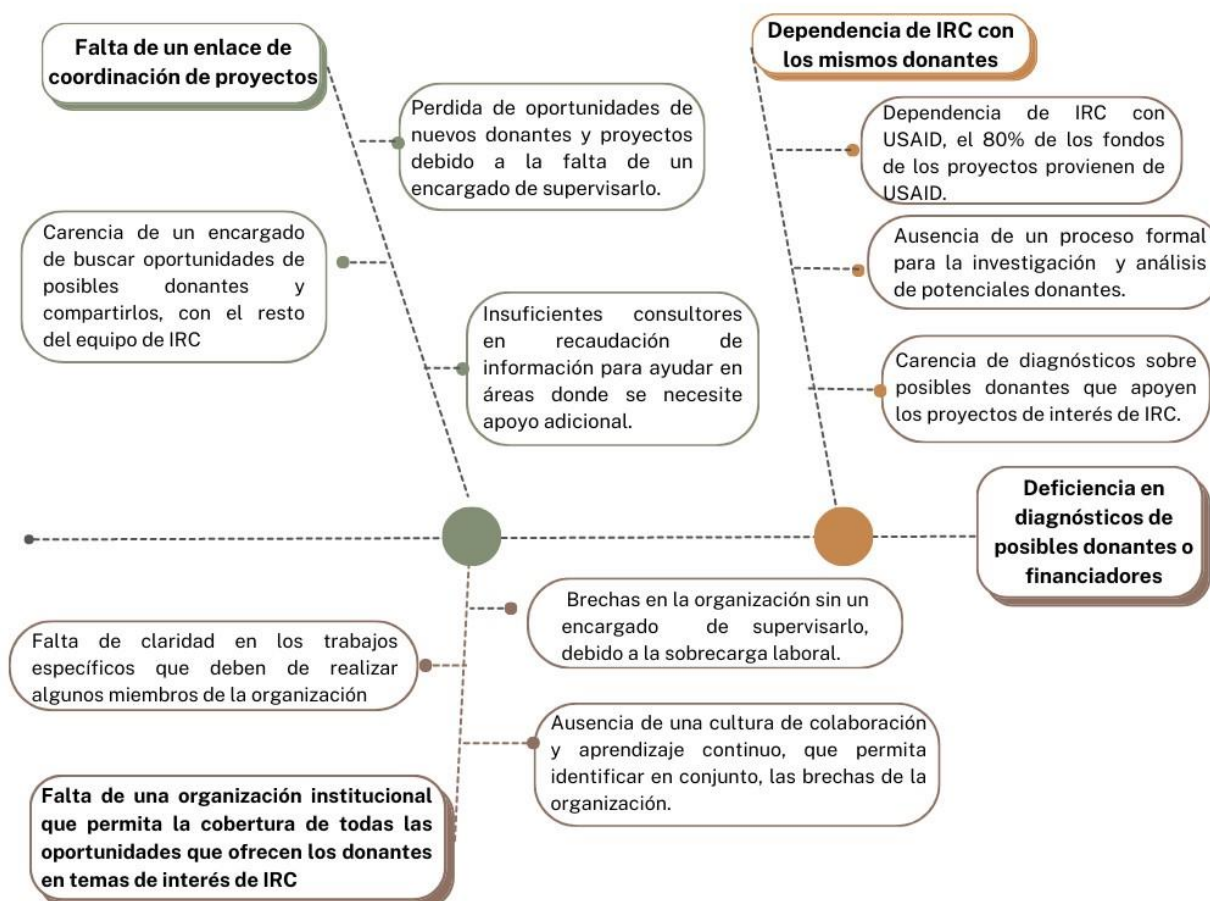 Falta de un enlace de
coordinación de proyectos
Perdida de oportunidades de
nuevos donantes y proyectos
debido a la falta de un
encargado de supervisarlo.
Carencia de un encargado
de buscar oportunidades de
posibles donantes y
compartirlos, con el resto
del equipo de IRC
Insuficientes consultores
en recaudación de
información para ayudar en
áreas donde se necesite
apoyo adicional.
Dependencia de IRC con
los mismos donantes
Dependencia de IRC con
USAID, el 80% de los fondos
de los proyectos provienen de
USAID.
Ausencia de un proceso formal
para la investigación y análisis
de potenciales donantes.
Carencia de diagnósticos sobre
posibles donantes que apoyen
los proyectos de interés de IRC.
Deficiencia en
diagnósticos de
posibles donantes o
financiadores
Brechas en la organización sin un
encargado de supervisarlo,
debido a la sobrecarga laboral.
Falta de claridad en los trabajos
específicos que deben de realizar
algunos miembros de la organización
Ausencia de una cultura de colaboración
y aprendizaje continuo, que permita
identificar en conjunto, las brechas de la
organización.
Falta de una organización institucional
que permita la cobertura de todas las
oportunidades que ofrecen los donantes
en temas de interés de IRC